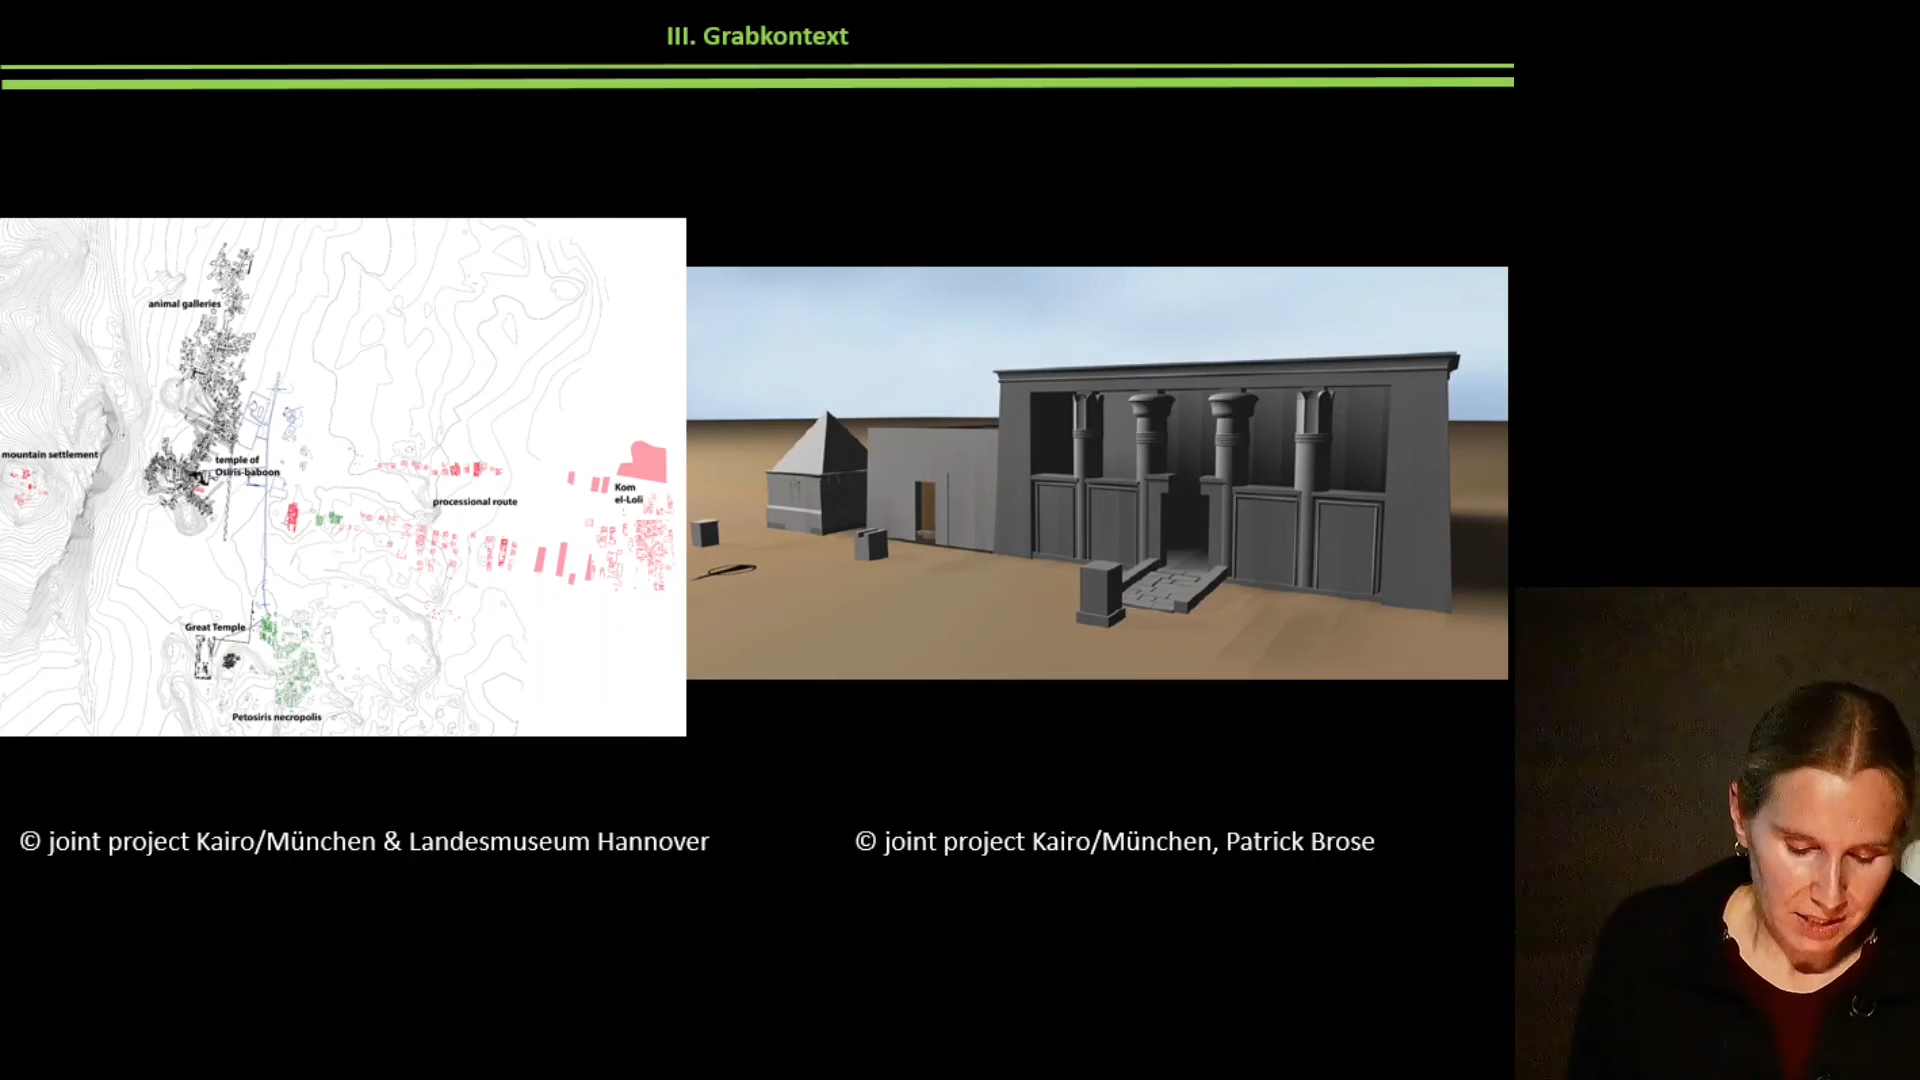 III. Grabkontext
animal galleries
mountain settlement
temple of
Osiris-baboon
processional route
Kom
el-Loli
Great Temple
Petosiris necropolis
© joint project Kairo/München & Landesmuseum Hannover
© joint project Kairo/München, Patrick Brose